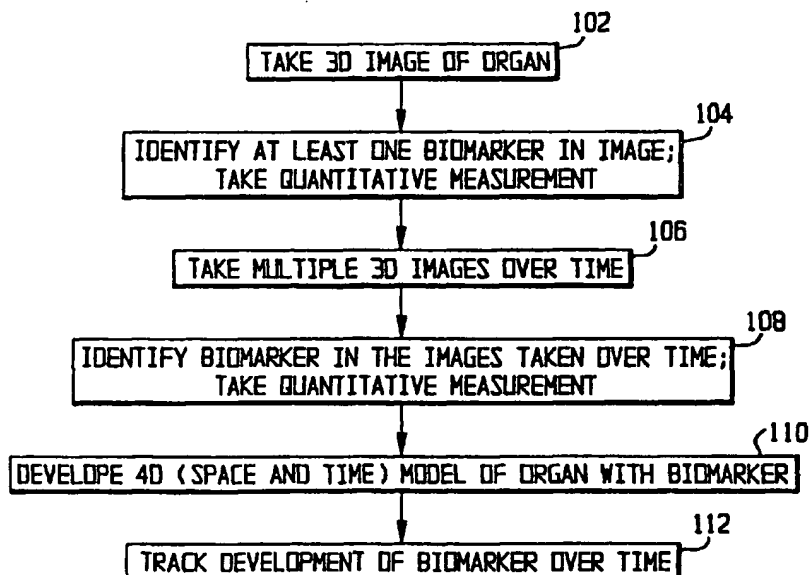 102
TAKE 3D IMAGE OF ORGAN
104
IDENTIFY AT LEAST ONE BIOMARKER IN IMAGE;
TAKE QUANTITATIVE MEASUREMENT
106
TAKE MULTIPLE 3D IMAGES OVER TIME
108
IDENTIFY BIOMARKER IN THE IMAGES TAKEN OVER TIME;
TAKE QUANTITATIVE MEASUREMENT
110
DEVELOPE 4D (SPACE AND TIME) MODEL OF ORGAN WITH BIOMARKER
112
TRACK DEVELOPMENT OF BIOMARKER OVER TIME